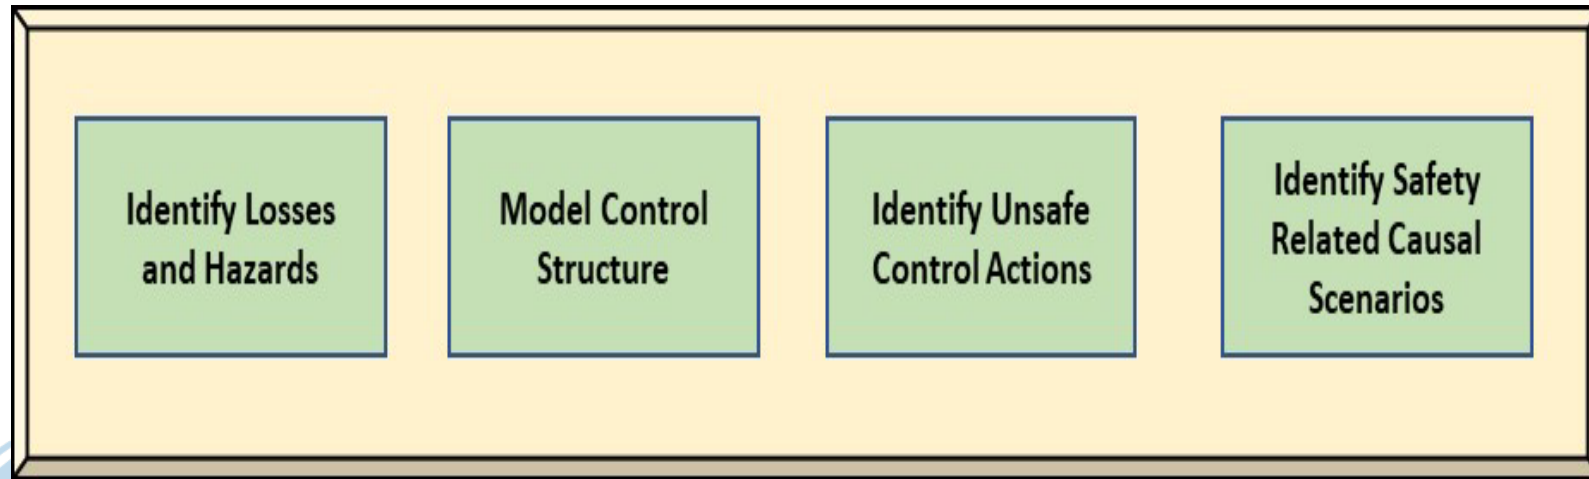 Identify Losses
and Hazards
Model Control
Structure
Identify Unsafe
Control Actions
Identify Safety
Related Causal
Scenarios